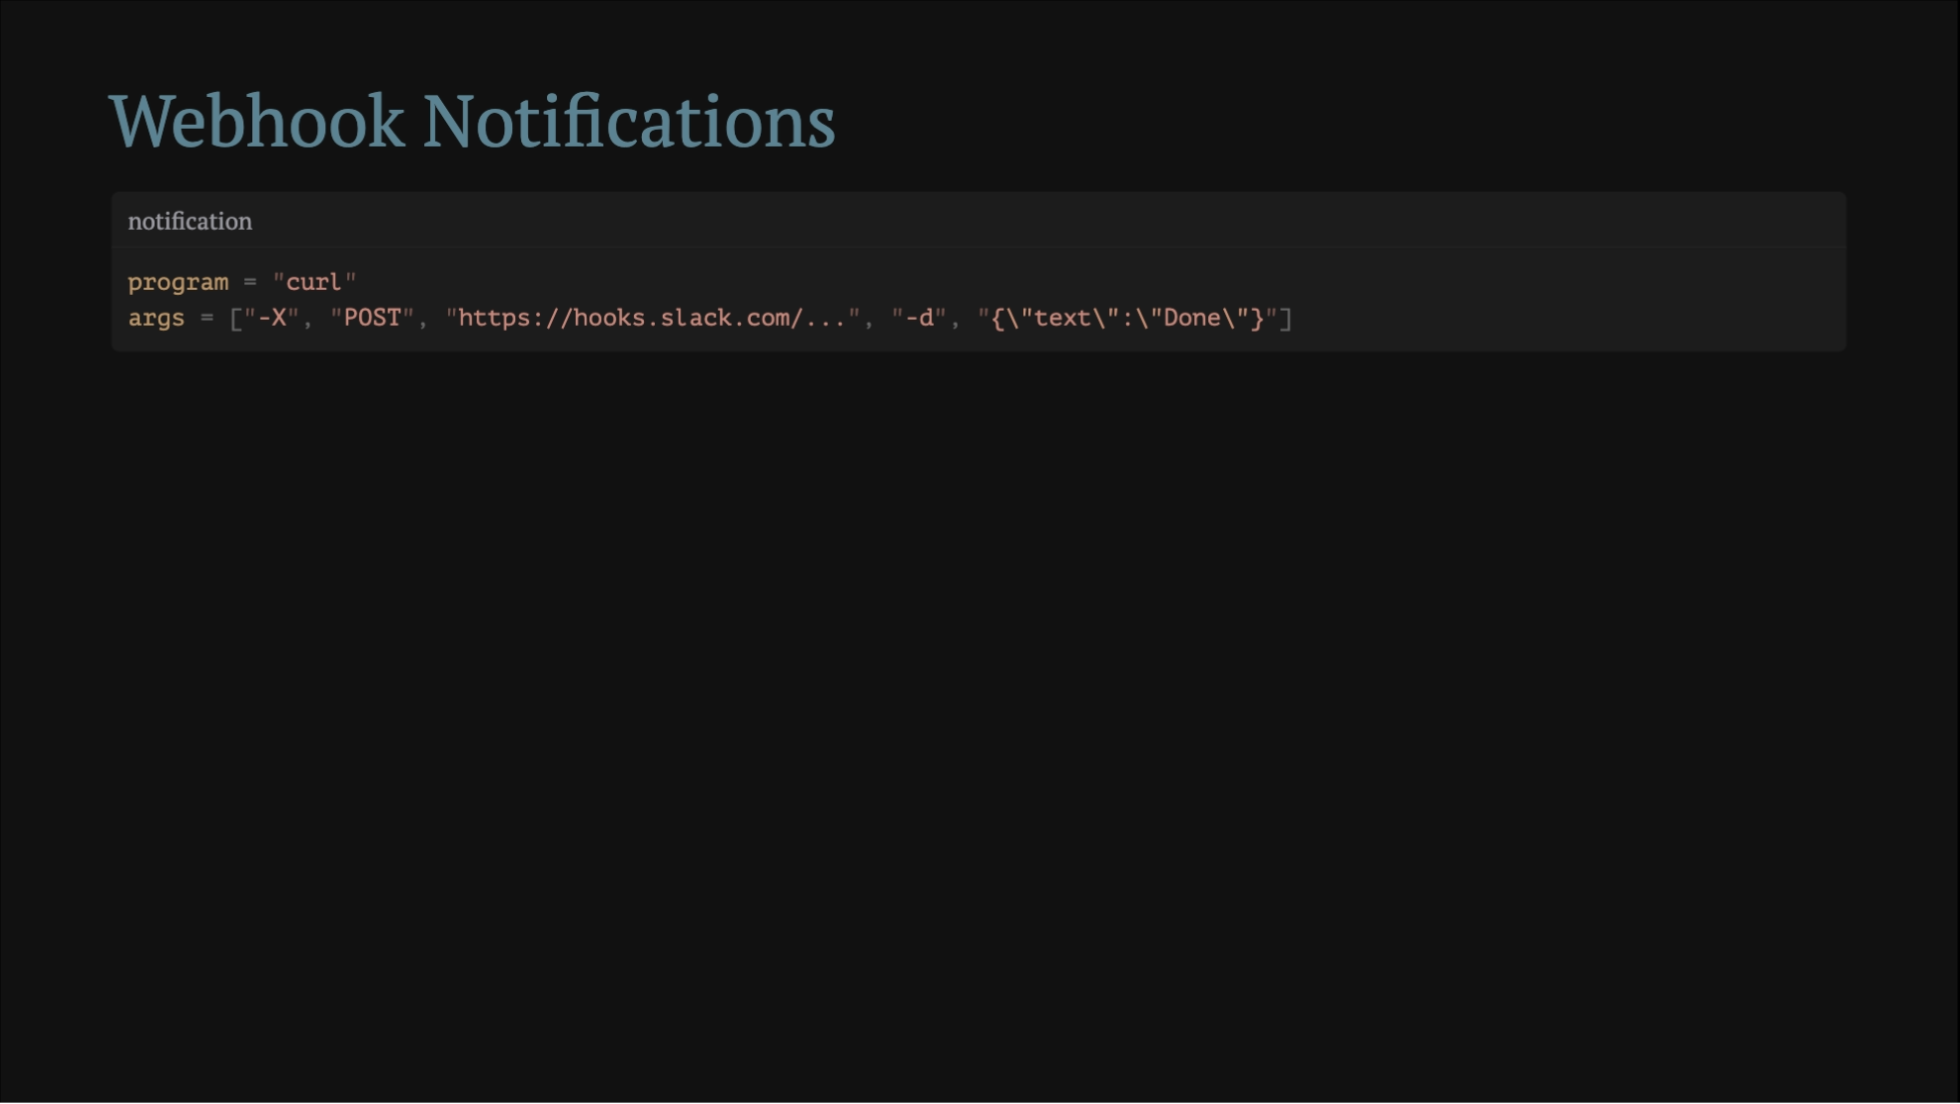 Webhook Notifications
notification
program = "curl"
args = ["-X", "POST", "https://hooks.slack.com/...", "-d", "{\"text\":\"Done\"}"]